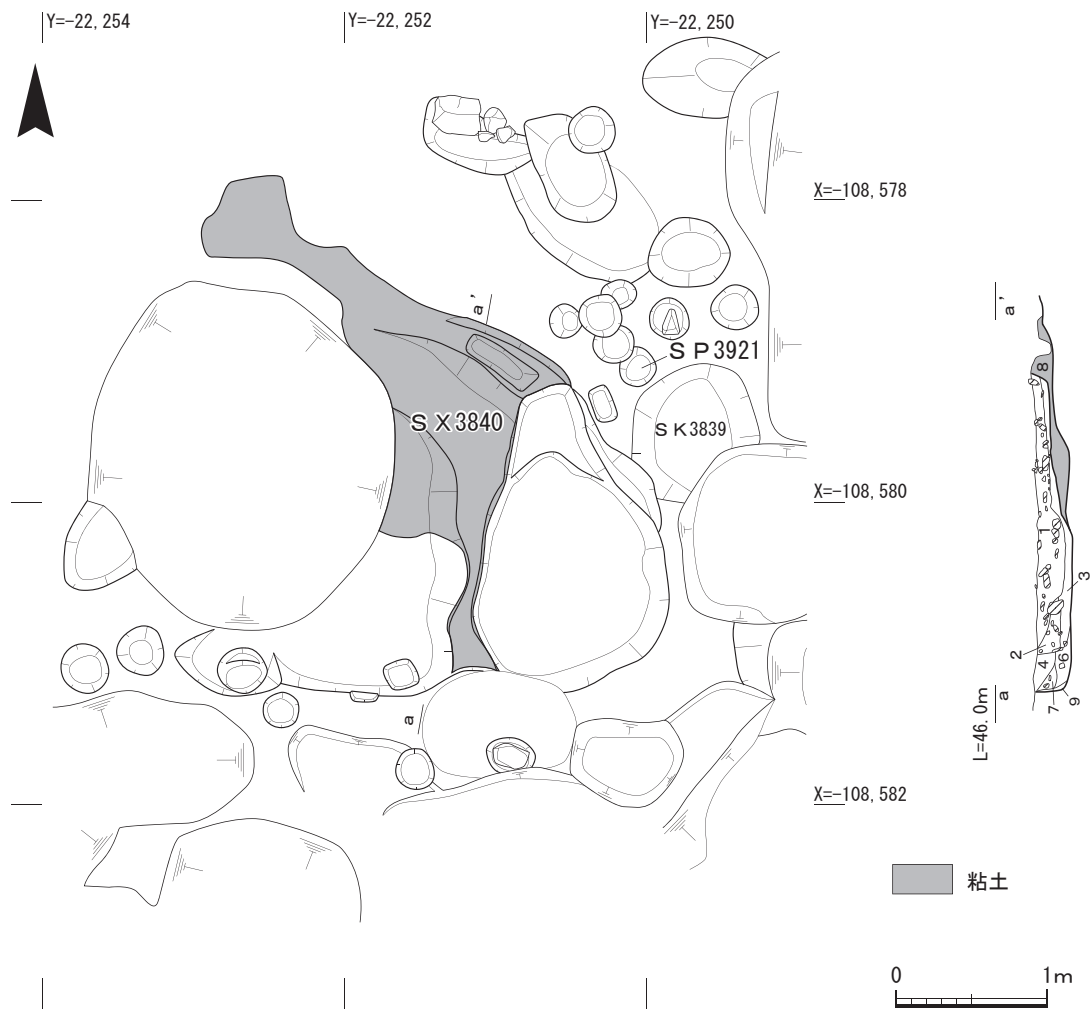 Y=-22,254
Y=-22,252
Y=-22,250
X=-108,578
a'
a'
S P 3921
S X 3840
S K 3839
X=-108,580
8
1
3
2
4
6
7
9
a
a
L=46.0m
X=-108,582
粘土
0
1m